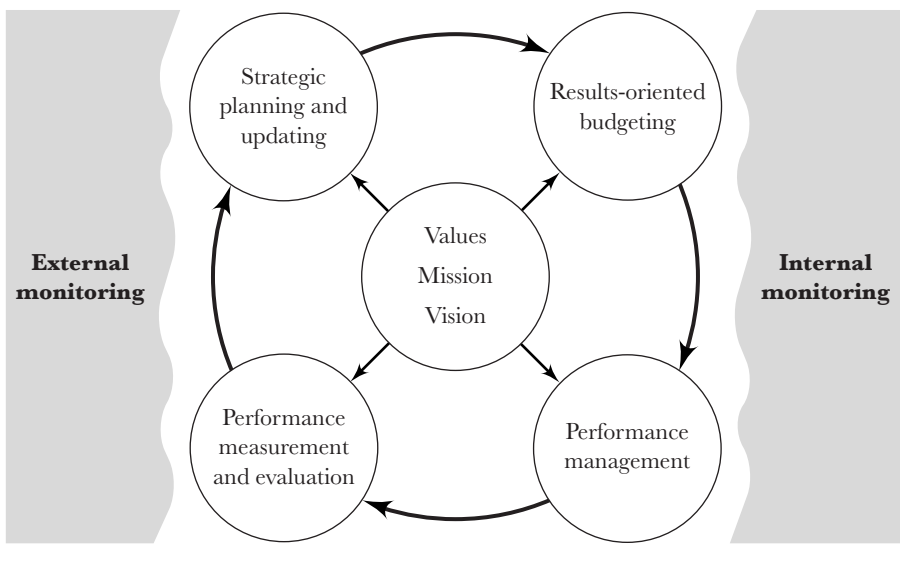 Strategic
planning and
updating
Results-oriented
budgeting
Values
Mission
Vision
External
monitoring
Internal
monitoring
Performance
measurement
and evaluation
Performance
management